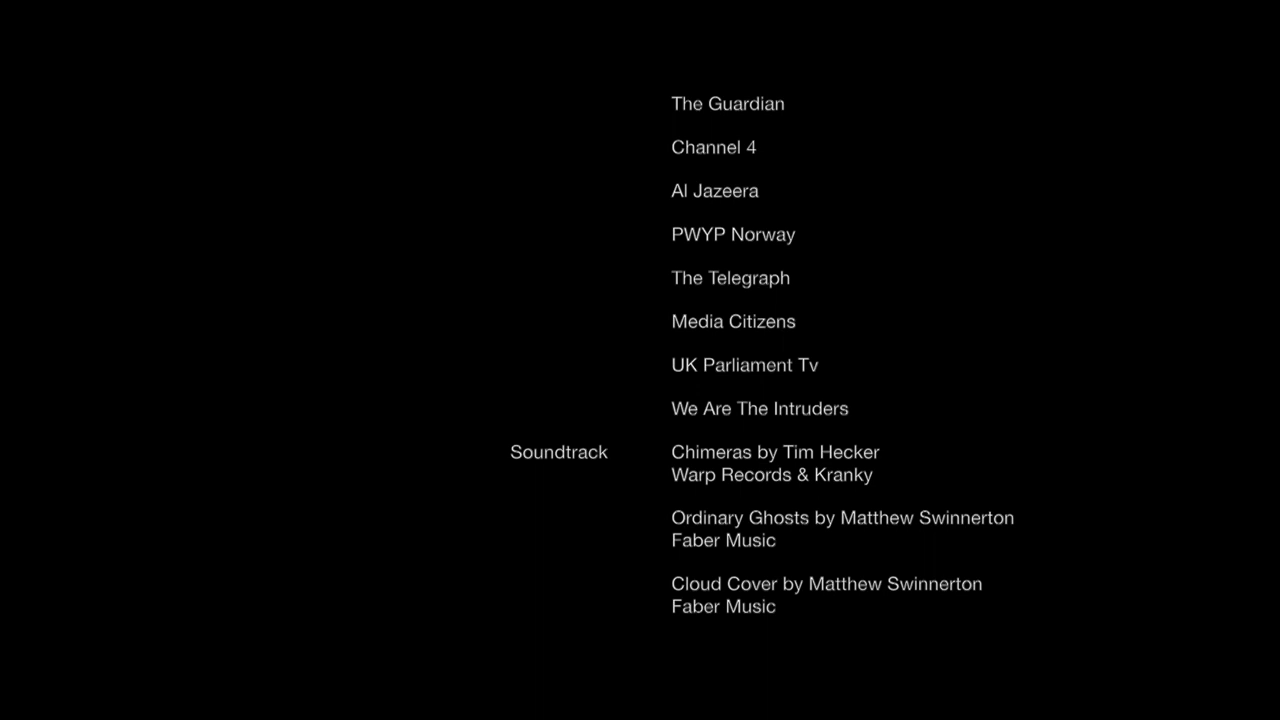 The Guardian
Channel 4
Al Jazeera
PWYP Norway
The Telegraph
Media Citizens
UK Parliament Tv
We Are The Intruders
Soundtrack Chimeras by Tim Hecker
Warp Records & Kranky
Ordinary Ghosts by Matthew Swinnerton
Faber Music
Cloud Cover by Matthew Swinnerton
Faber Music